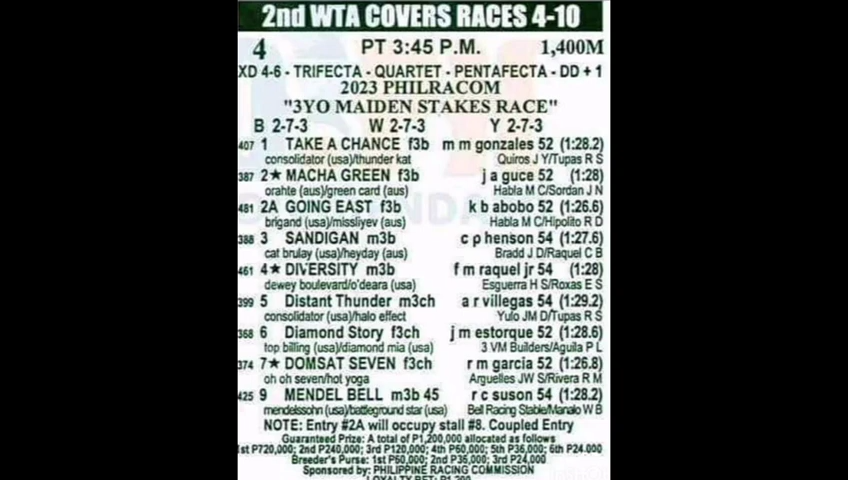 2nd WTA COVERS RACES 4-10
4 PT 3:45 P.M. 1,400M
XD 4-6 - TRIFECTA - QUARTET - PENTAFECTA - DD + 1
2023 PHILRACOM
"3YO MAIDEN STAKES RACE"
B 2-7-3 W 2-7-3 Y 2-7-3
407 1 TAKE A CHANCE f3b m m gonzales 52 (1:28.2)
consolidator (usa)/thunder kat Quiros J Y/Tupas R S
387 2★ MACHA GREEN f3b j a guce 52 (1:28)
orahte (aus)/green card (aus) Habla M C/Sordan J N
481 2A GOING EAST f3b k b abobo 52 (1:26.6)
brigand (usa)/missliyev (aus) Habla M C/Hipolito R D
388 3 SANDIGAN m3b c p henson 54 (1:27.6)
cat brulay (usa)/heyday (aus) Bradd J D/Raquel C B
461 4★ DIVERSITY m3b f m raquel jr 54 (1:28)
dewey boulevard/o'deara (usa) Esguerra H S/Roxas E S
399 5 Distant Thunder m3ch a r villegas 54 (1:29.2)
consolidator (usa)/halo effect Yulo JM D/Tupas R S
368 6 Diamond Story f3ch j m estorque 52 (1:28.6)
top billing (usa)/diamond mia (usa) 3 VM Builders/Aguila P L
374 7★ DOMSAT SEVEN f3ch r m garcia 52 (1:26.8)
oh oh seven/hot yoga Arguelles JW S/Rivera R M
425 9 MENDEL BELL m3b 45 r c suson 54 (1:28.2)
mendelssohn (usa)/battleground star (usa) Bell Racing Stable/Manalo W B
NOTE: Entry #2A will occupy stall #8. Coupled Entry
Guaranteed Prize: A total of P1,200,000 allocated as follows
1st P720,000; 2nd P240,000; 3rd P120,000; 4th P60,000; 5th P36,000; 6th P24.000
Breeder's Purse: 1st P60,000; 2nd P36,000; 3rd P24,000
Sponsored by: PHILIPPINE RACING COMMISSION
LOYALTY BET: P1,200